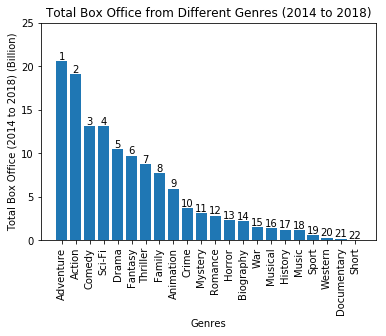 Total Box Office from Different Genres (2014 to 2018)
Total Box Office (2014 to 2018) (Billion)
25
20
15
10
5
0
1
2
3
4
5
6
7
8
9
10
11
12
13
14
15
16
17
18
19
20
21
22
Adventure
Action
Comedy
Sci-Fi
Drama
Fantasy
Thriller
Family
Animation
Crime
Mystery
Romance
Horror
Biography
War
Musical
History
Music
Sport
Western
Documentary
Short
Genres